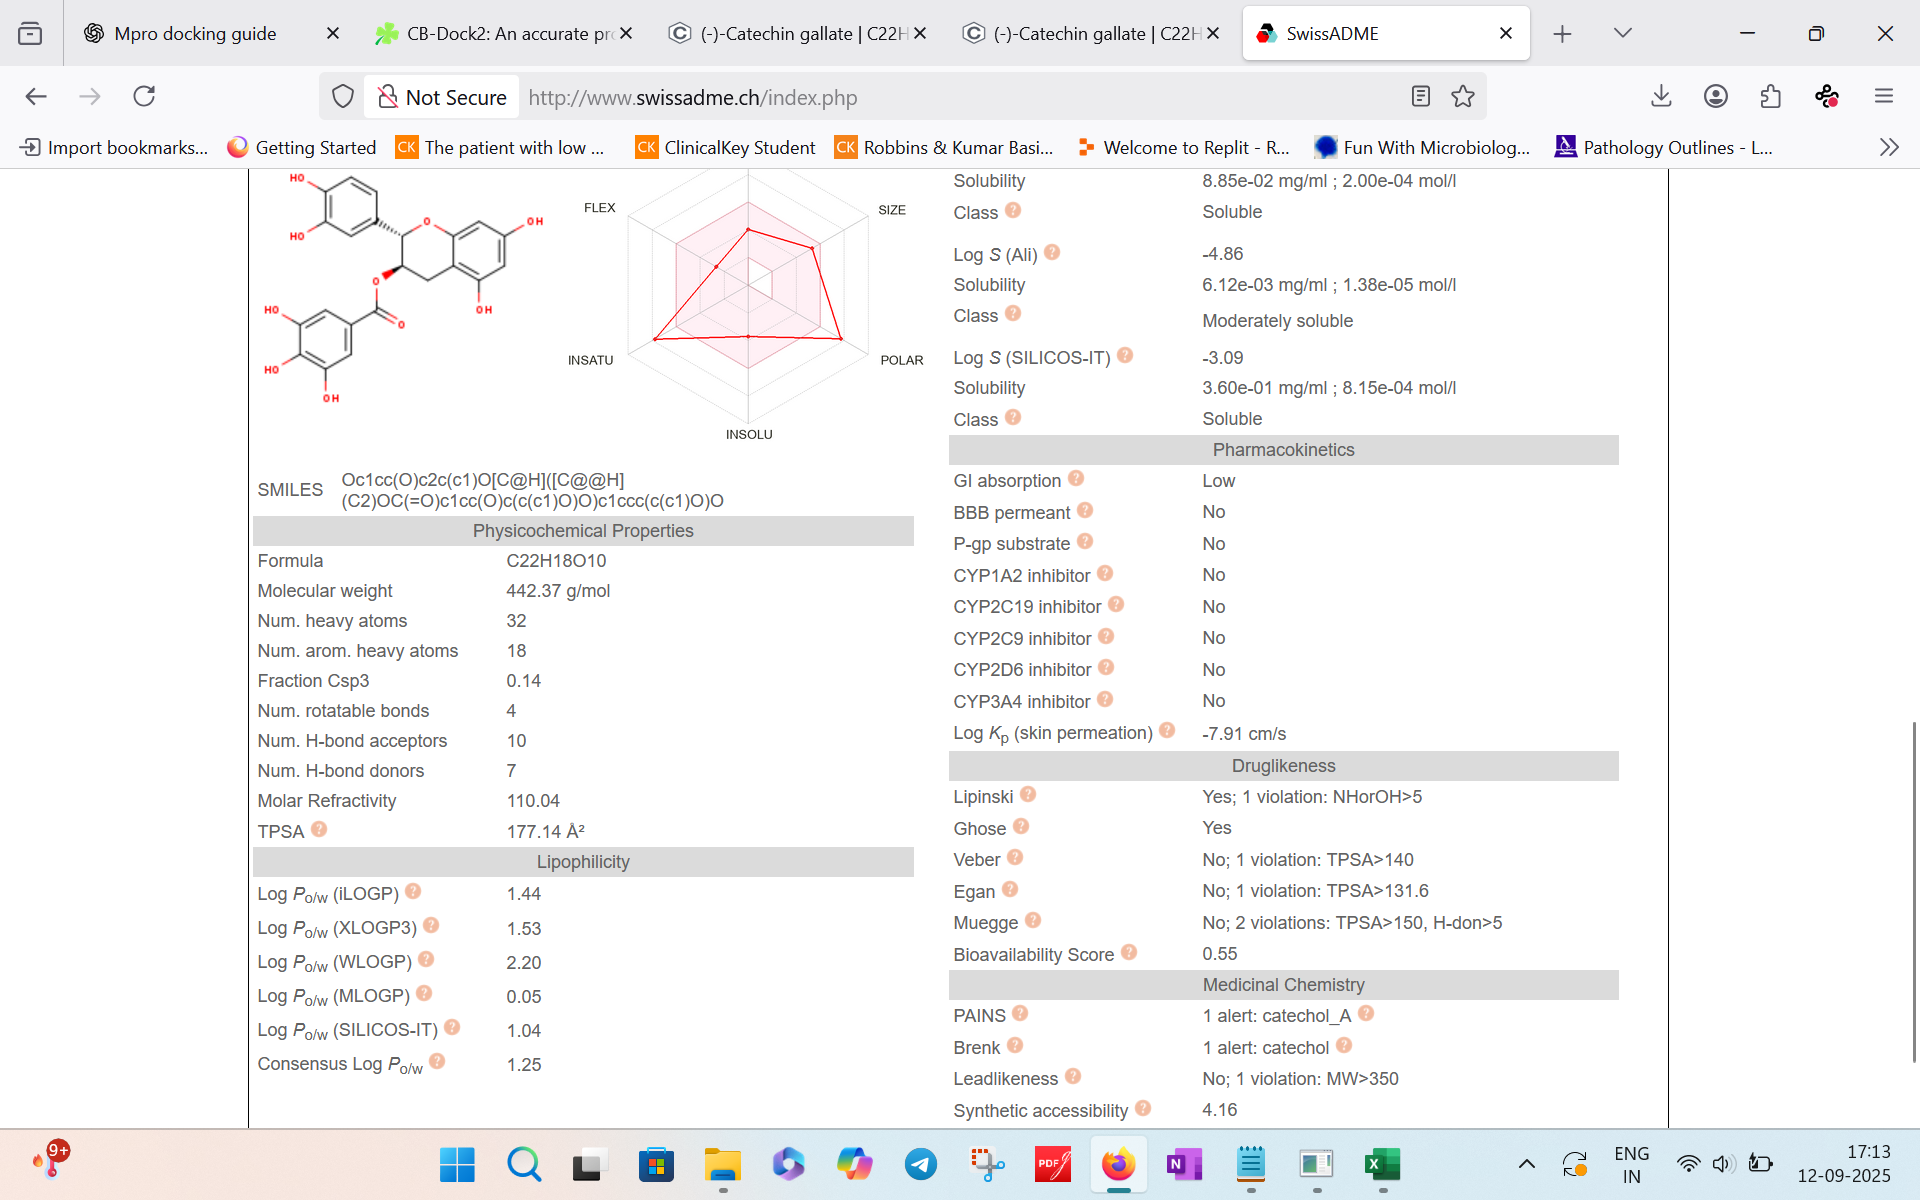 Mpro docking guide
CB-Dock2: An accurate pr
(-)-Catechin gallate | C22H
(-)-Catechin gallate | C22H
SwissADME
Not Secure
http://www.swissadme.ch/index.php
Import bookmarks...
Getting Started
CK The patient with low ...
CK ClinicalKey Student
CK Robbins & Kumar Basi...
Welcome to Replit - R...
Fun With Microbiolog...
Pathology Outlines - L...
HO
HO
O
OH
O
O
OH
HO
HO
OH
FLEX
SIZE
INSATU
POLAR
INSOLU
SMILES Oc1cc(O)c2c(c1)O[C@H]([C@@H]
(C2)OC(=O)c1cc(O)c(c(c1)O)O)c1ccc(c(c1)O)O
Physicochemical Properties
Formula C22H18O10
Molecular weight 442.37 g/mol
Num. heavy atoms 32
Num. arom. heavy atoms 18
Fraction Csp3 0.14
Num. rotatable bonds 4
Num. H-bond acceptors 10
Num. H-bond donors 7
Molar Refractivity 110.04
TPSA ? 177.14 Å²
Lipophilicity
Log Po/w (iLOGP) ? 1.44
Log Po/w (XLOGP3) ? 1.53
Log Po/w (WLOGP) ? 2.20
Log Po/w (MLOGP) ? 0.05
Log Po/w (SILICOS-IT) ? 1.04
Consensus Log Po/w ? 1.25
Solubility 8.85e-02 mg/ml ; 2.00e-04 mol/l
Class ? Soluble
Log S (Ali) ? -4.86
Solubility 6.12e-03 mg/ml ; 1.38e-05 mol/l
Class ? Moderately soluble
Log S (SILICOS-IT) ? -3.09
Solubility 3.60e-01 mg/ml ; 8.15e-04 mol/l
Class ? Soluble
Pharmacokinetics
GI absorption ? Low
BBB permeant ? No
P-gp substrate ? No
CYP1A2 inhibitor ? No
CYP2C19 inhibitor ? No
CYP2C9 inhibitor ? No
CYP2D6 inhibitor ? No
CYP3A4 inhibitor ? No
Log Kp (skin permeation) ? -7.91 cm/s
Druglikeness
Lipinski ? Yes; 1 violation: NHorOH>5
Ghose ? Yes
Veber ? No; 1 violation: TPSA>140
Egan ? No; 1 violation: TPSA>131.6
Muegge ? No; 2 violations: TPSA>150, H-don>5
Bioavailability Score ? 0.55
Medicinal Chemistry
PAINS ? 1 alert: catechol_A ?
Brenk ? 1 alert: catechol ?
Leadlikeness ? No; 1 violation: MW>350
Synthetic accessibility ? 4.16
9+
PDF
N
X
ENG
IN
17:13
12-09-2025